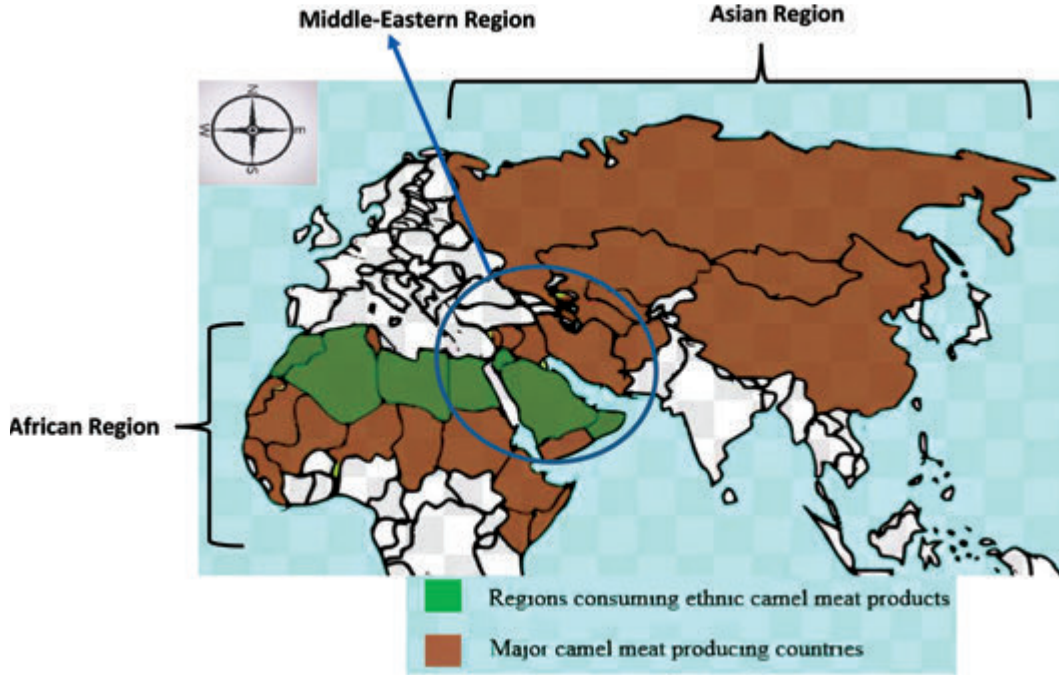 Middle-Eastern Region
Asian Region
N
W
E
S
African Region
Regions consuming ethnic camel meat products
Major camel meat producing countries